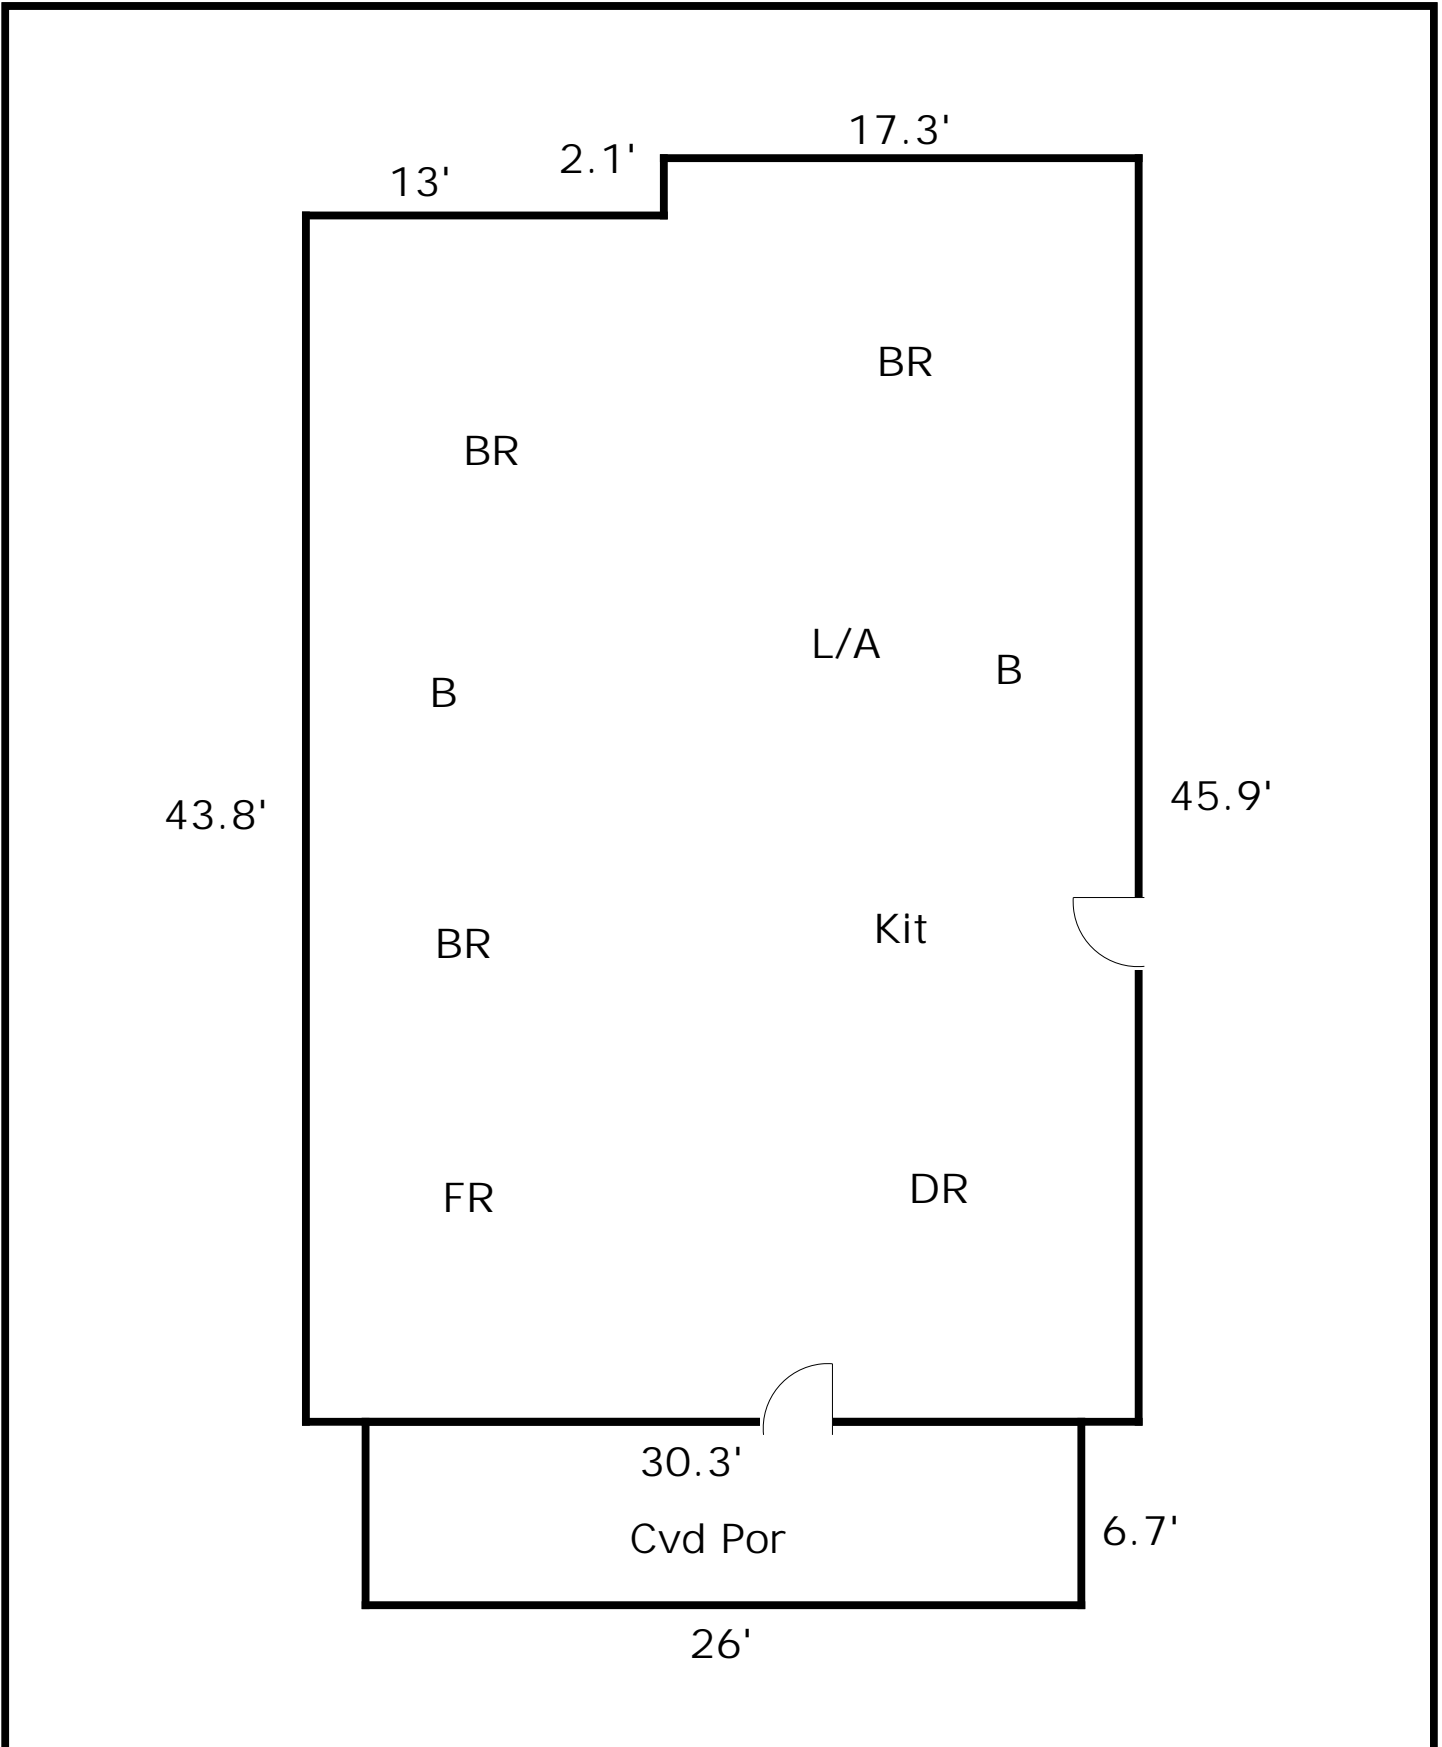 17.3'
2.1'
13'
BR
BR
L/A
B
B
45.9'
43.8'
Kit
BR
DR
FR
30.3'
Cvd Por
6.7'
26'